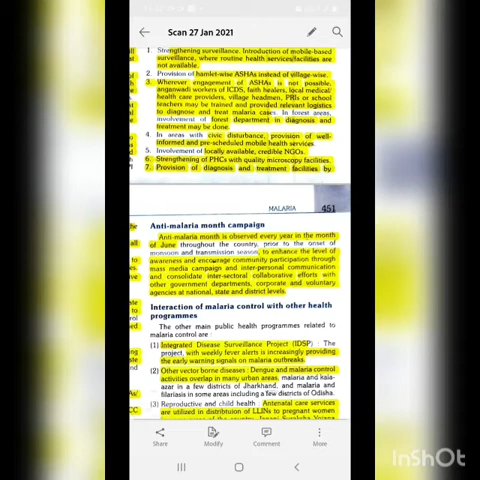 Scan 27 Jan 2021
1. Strengthening surveillance. Introduction of mobile-based
surveillance, where routine health services/facilities are
not available.
2. Provision of hamlet-wise ASHAs instead of village-wise.
3. Wherever engagement of ASHAs is not possible,
anganwadi workers of ICDS, faith healers, local medical/
health care providers, village headmen, PRIs or school
teachers may be trained and provided relevant logistics
to diagnose and treat malaria cases. In forest areas,
involvement of forest department in diagnosis and
treatment may be done.
4. In areas with civic disturbance, provision of well-
informed and pre-scheduled mobile health services.
5. Involvement of locally available, credible NGOs.
6. Strengthening of PHCs with quality microscopy facilities.
7. Provision of diagnosis and treatment facilities by
MALARIA 451
Anti-malaria month campaign
Anti-malaria month is observed every year in the month
of June throughout the country, prior to the onset of
monsoon and transmission season, to enhance the level of
awareness and encourage community participation through
mass media campaign and inter-personal communication
and consolidate inter-sectoral collaborative efforts with
other government departments, corporate and voluntary
agencies at national, state and district levels.
Interaction of malaria control with other health
programmes
The other main public health programmes related to
malaria control are :
(1) Integrated Disease Surveillance Project (IDSP) : The
project, with weekly fever alerts is increasingly providing
the early warning signals on malaria outbreaks.
(2) Other vector borne diseases : Dengue and malaria control
activities overlap in many urban areas, malaria and kala-
azar in a few districts of Jharkhand, and malaria and
filariasis in some areas including a few districts of Odisha.
(3) Reproductive and child health : Antenatal care services
are utilized in distribtuion of LLINs to pregnant women
Share
Modify
Comment
More
InShOt